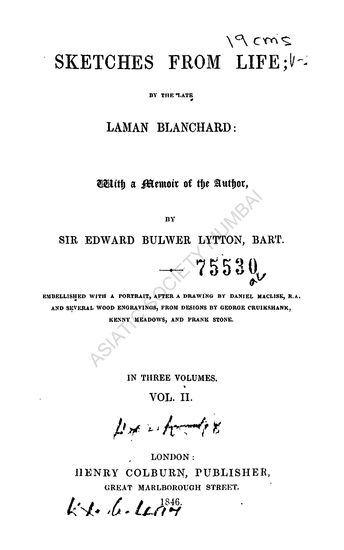 19 cms
SKETCHES FROM LIFE;
BY THE LATE
LAMAN BLANCHARD:
With a Memoir of the Author,
BY
SIR EDWARD BULWER LYTTON, BART.
75530
EMBELLISHED WITH A PORTRAIT, AFTER A DRAWING BY DANIEL MACLISE, R.A.
AND SEVERAL WOOD ENGRAVINGS, FROM DESIGNS BY GEORGE CRUIKSHANK,
KENNY MEADOWS, AND FRANK STONE.
ASIATIC SOCIETY MUMBAI
IN THREE VOLUMES.
VOL. II.
LONDON:
HENRY COLBURN, PUBLISHER,
GREAT MARLBOROUGH STREET.
1846.